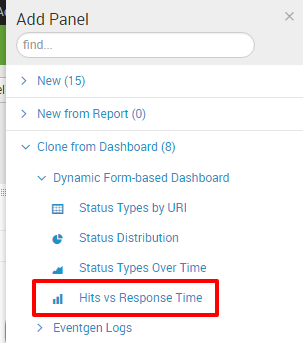 Add Panel
find...
New (15)
New from Report (0)
Clone from Dashboard (8)
Dynamic Form-based Dashboard
Status Types by URI
Status Distribution
Status Types Over Time
Hits vs Response Time
Eventgen Logs